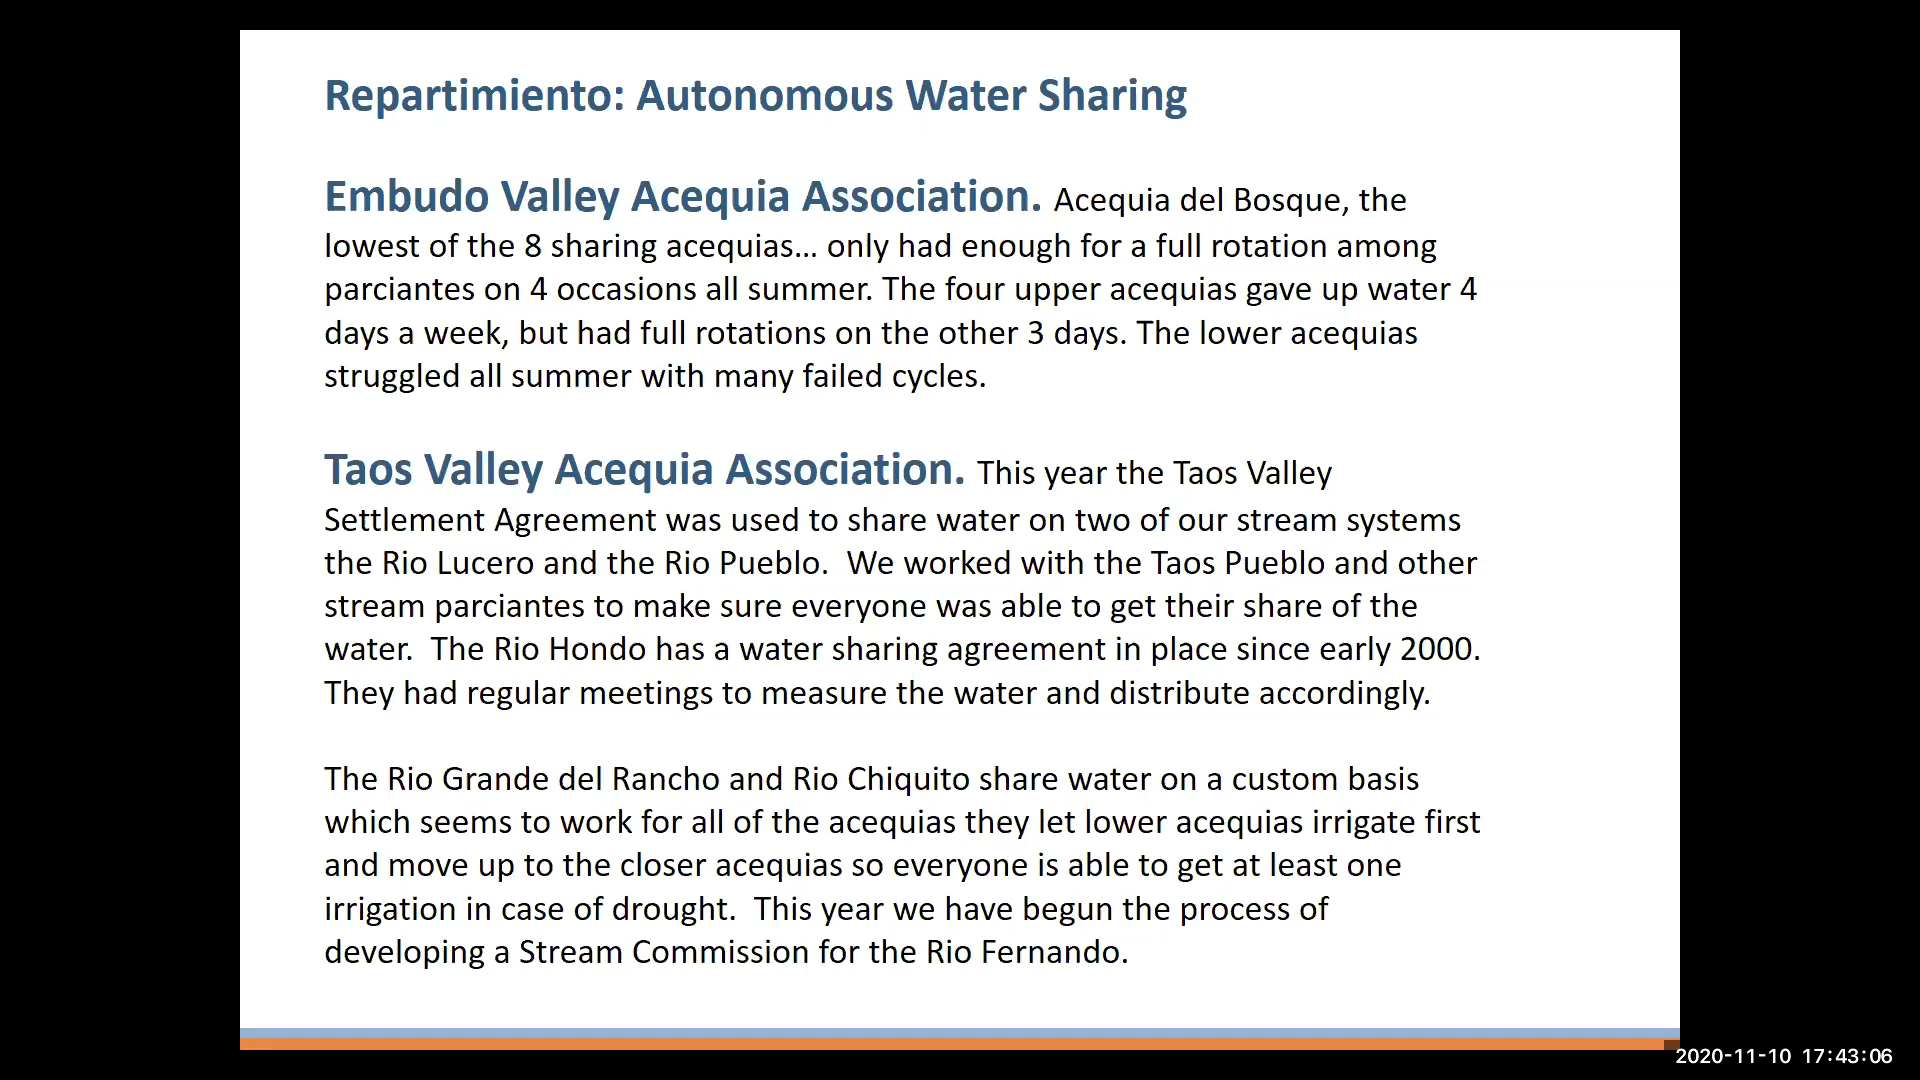 Repartimiento: Autonomous Water Sharing
Embudo Valley Acequia Association. Acequia del Bosque, the
lowest of the 8 sharing acequias... only had enough for a full rotation among
parciantes on 4 occasions all summer. The four upper acequias gave up water 4
days a week, but had full rotations on the other 3 days. The lower acequias
struggled all summer with many failed cycles.
Taos Valley Acequia Association. This year the Taos Valley
Settlement Agreement was used to share water on two of our stream systems
the Rio Lucero and the Rio Pueblo.  We worked with the Taos Pueblo and other
stream parciantes to make sure everyone was able to get their share of the
water.  The Rio Hondo has a water sharing agreement in place since early 2000.
They had regular meetings to measure the water and distribute accordingly.
The Rio Grande del Rancho and Rio Chiquito share water on a custom basis
which seems to work for all of the acequias they let lower acequias irrigate first
and move up to the closer acequias so everyone is able to get at least one
irrigation in case of drought.  This year we have begun the process of
developing a Stream Commission for the Rio Fernando.
2020-11-10 17:43:06